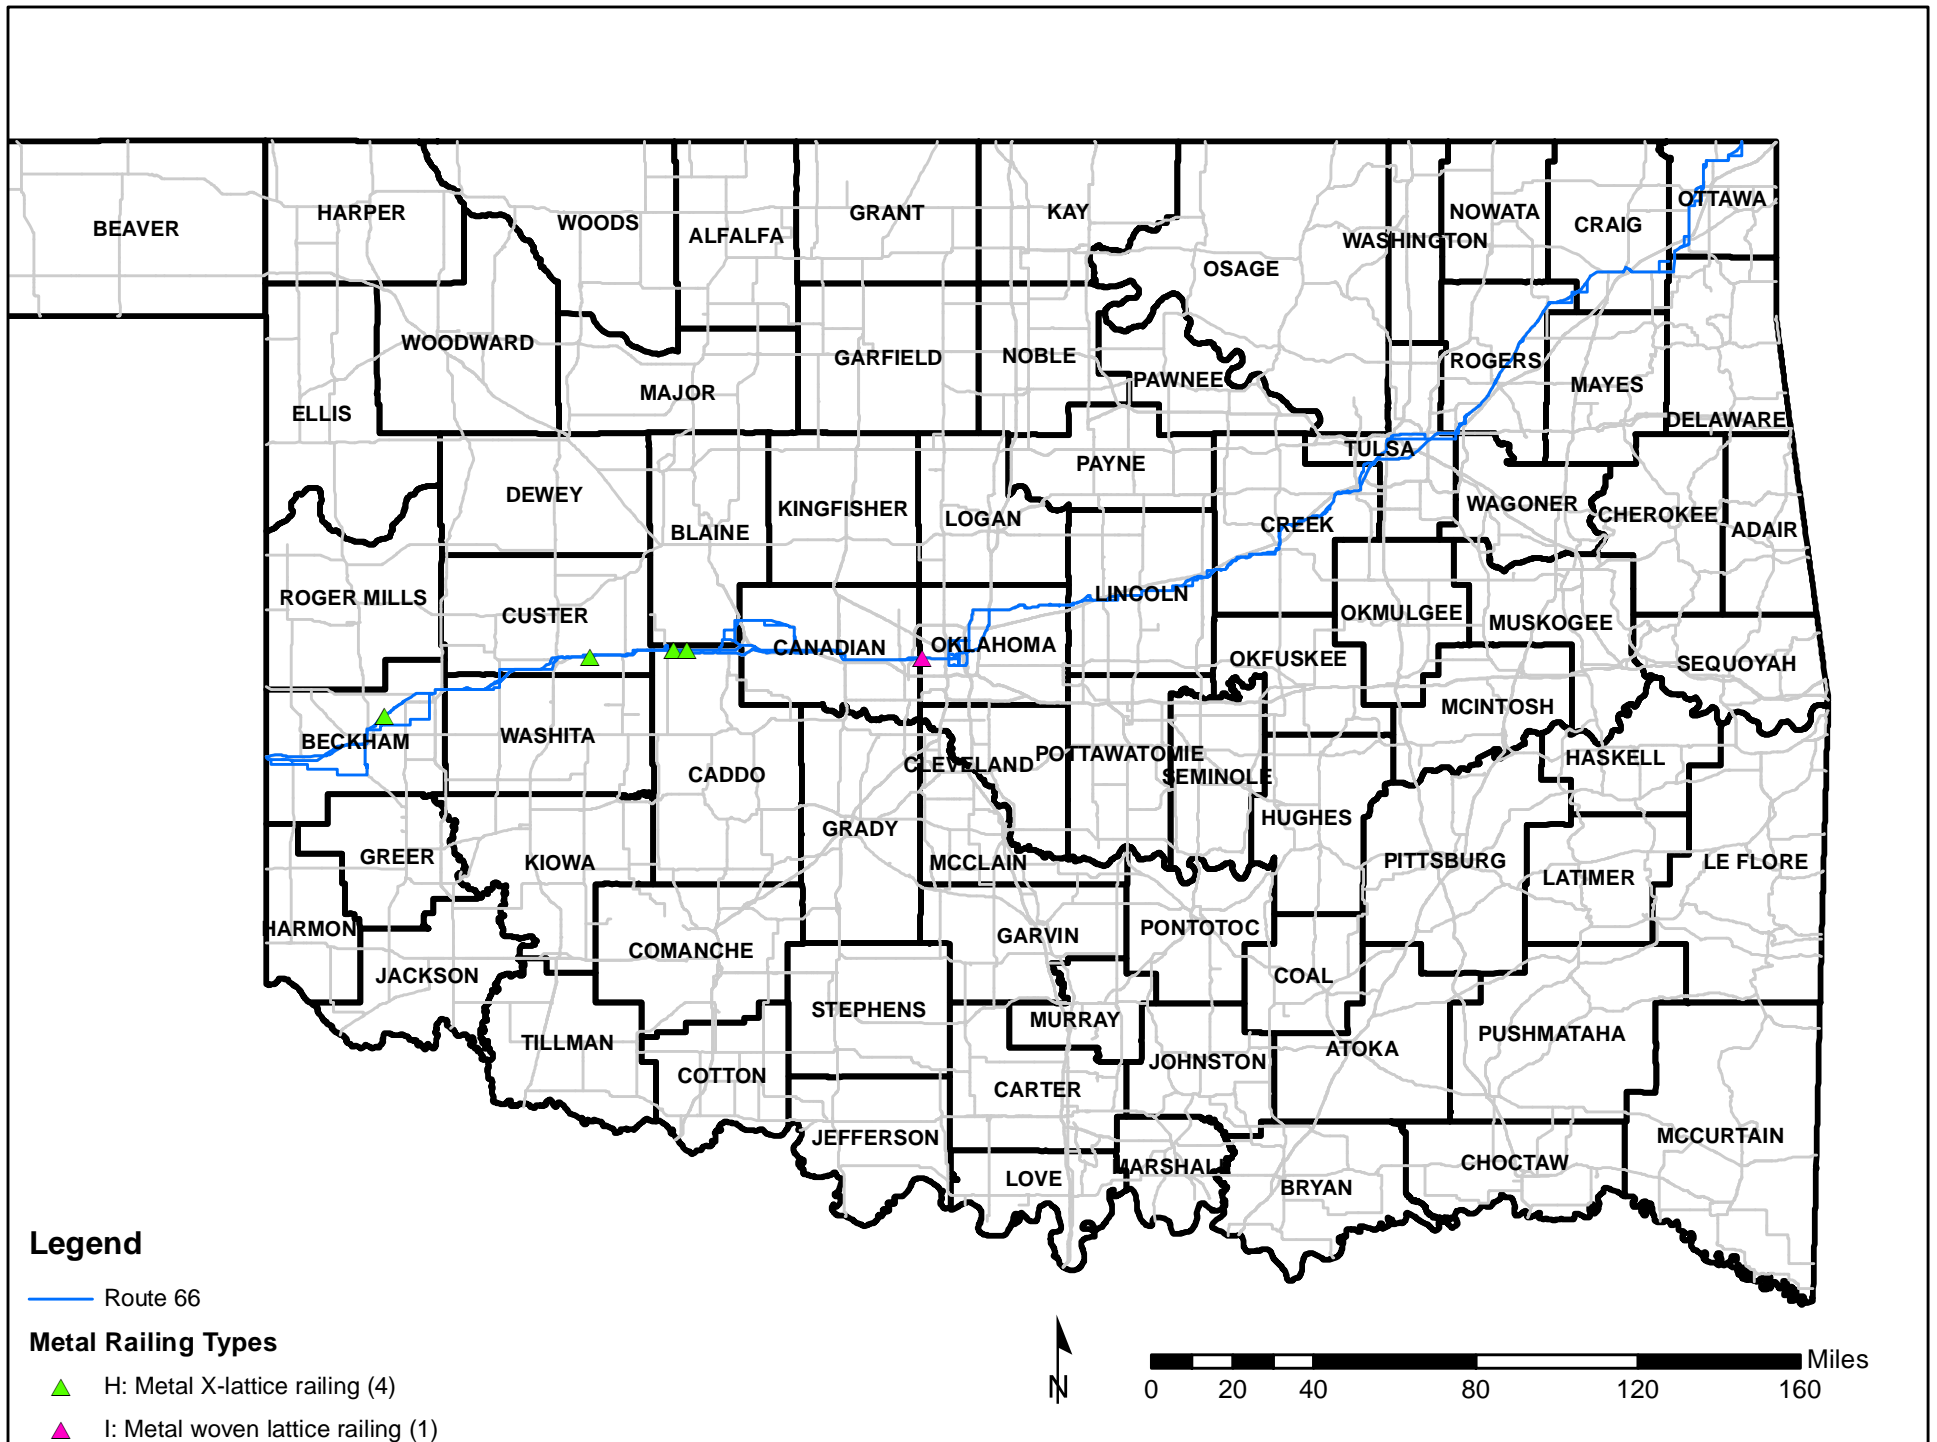 BEAVER
HARPER
WOODS
ALFALFA
GRANT
KAY
OSAGE
WASHINGTON
NOWATA
CRAIG
OTTAWA
ELLIS
WOODWARD
MAJOR
GARFIELD
NOBLE
PAWNEE
ROGERS
MAYES
DELAWARE
DEWEY
BLAINE
KINGFISHER
LOGAN
PAYNE
CREEK
TULSA
WAGONER
CHEROKEE
ADAIR
ROGER MILLS
CUSTER
CANADIAN
OKLAHOMA
LINCOLN
OKMULGEE
MUSKOGEE
OKFUSKEE
SEQUOYAH
MCINTOSH
BECKHAM
WASHITA
CADDO
CLEVELAND
POTTAWATOMIE
SEMINOLE
HASKELL
HUGHES
GRADY
GREER
KIOWA
MCCLAIN
PITTSBURG
LATIMER
LE FLORE
HARMON
JACKSON
COMANCHE
GARVIN
PONTOTOC
COAL
STEPHENS
MURRAY
TILLMAN
COTTON
CARTER
JOHNSTON
ATOKA
PUSHMATAHA
JEFFERSON
LOVE
MARSHALL
BRYAN
CHOCTAW
MCCURTAIN
Legend
Route 66
Metal Railing Types
H: Metal X-lattice railing (4)
I: Metal woven lattice railing (1)
N
Miles
0 20 40 80 120 160